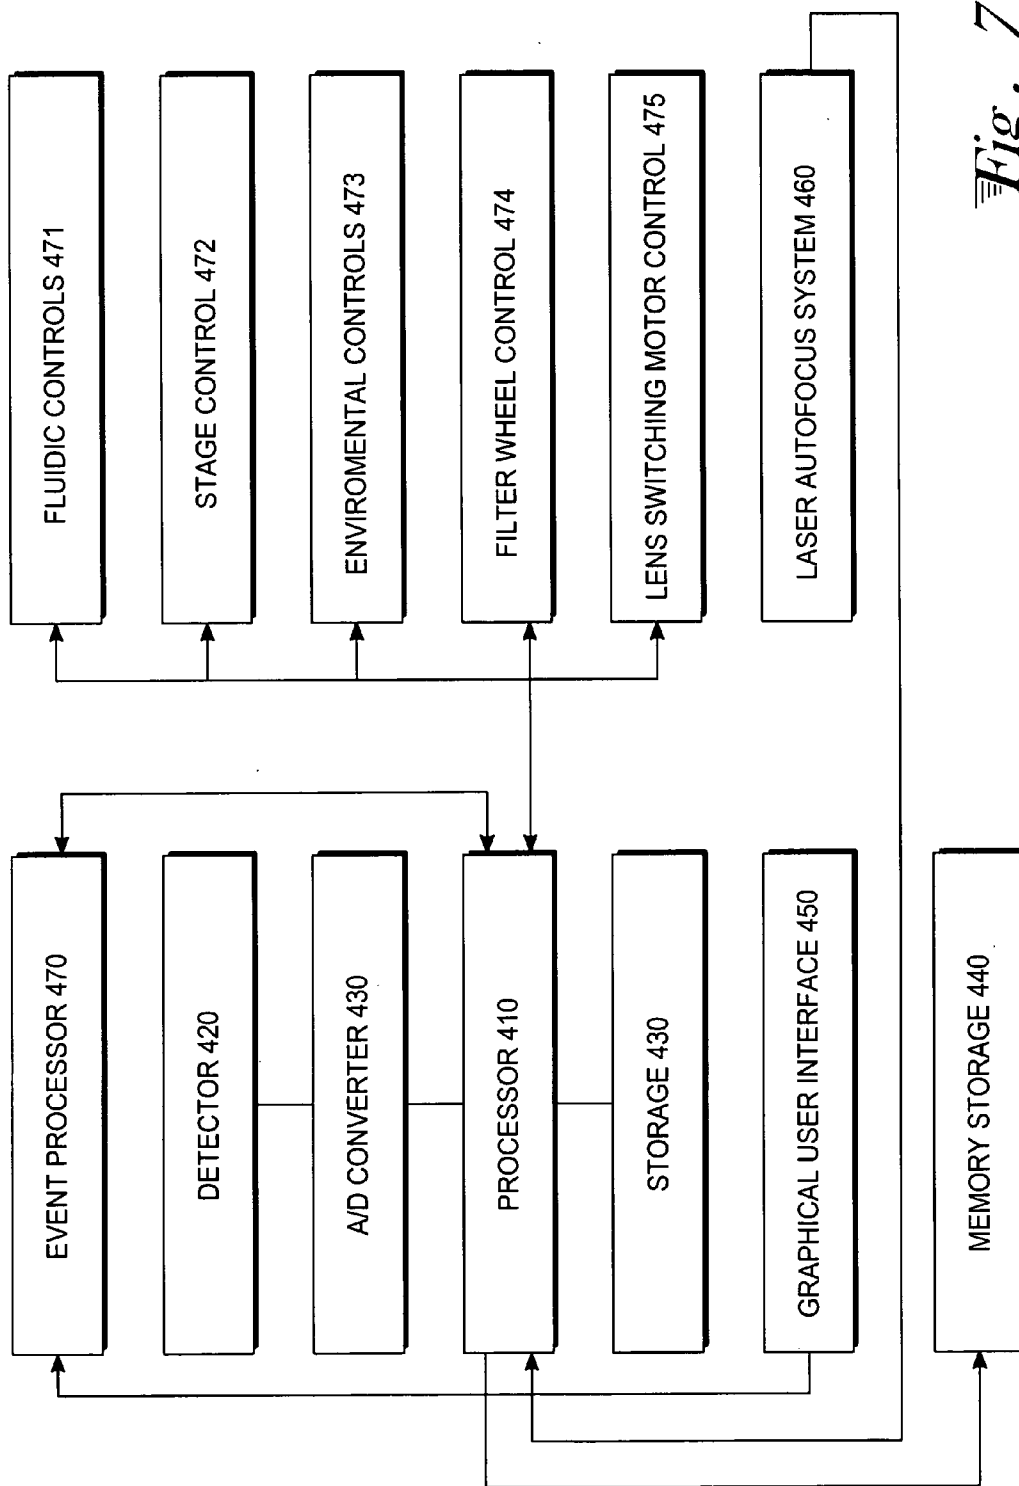 EVENT PROCESSOR 470
DETECTOR 420
A/D CONVERTER 430
PROCESSOR 410
STORAGE 430
GRAPHICAL USER INTERFACE 450
MEMORY STORAGE 440
FLUIDIC CONTROLS 471
STAGE CONTROL 472
ENVIROMENTAL CONTROLS 473
FILTER WHEEL CONTROL 474
LENS SWITCHING MOTOR CONTROL 475
LASER AUTOFOCUS SYSTEM 460
Fig. 7